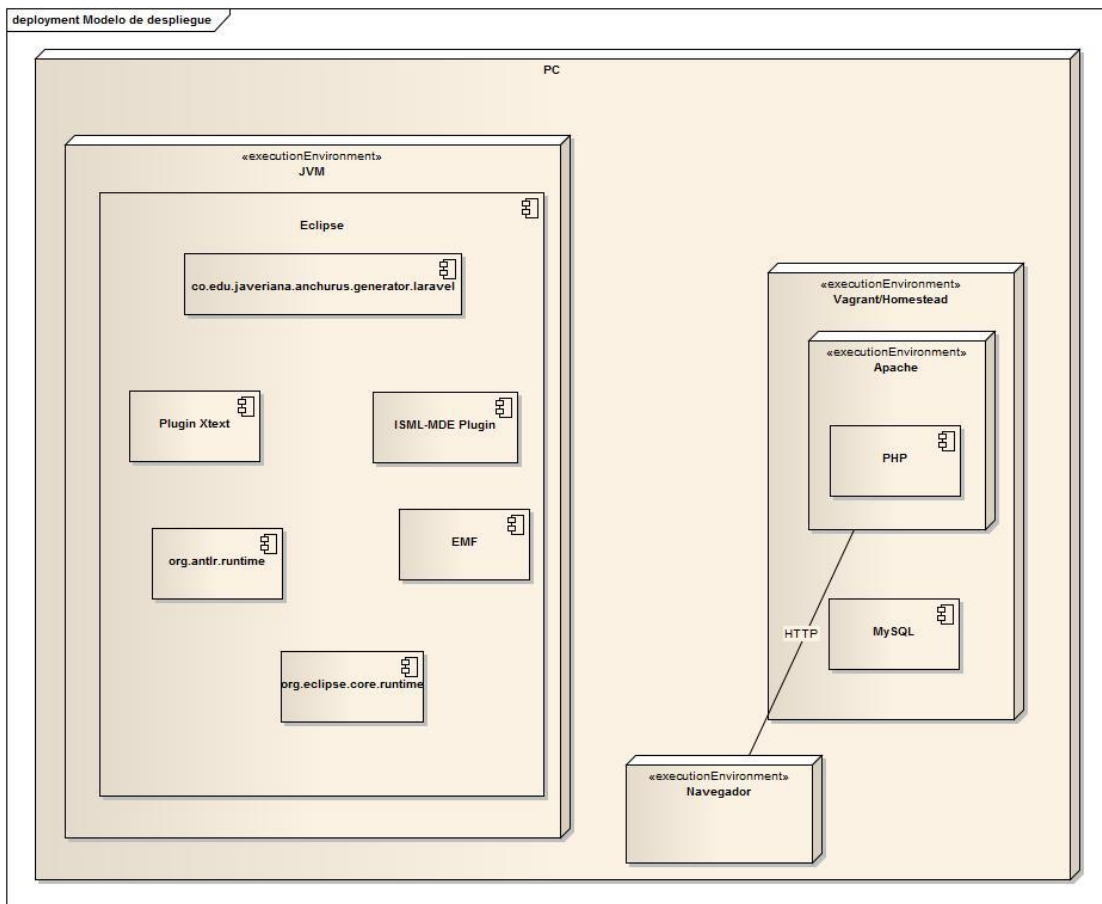 deployment Modelo de despliegue
PC
«executionEnvironment»
JVM
Eclipse
co.edu.javeriana.anchurus.generator.laravel
Plugin Xtext
ISML-MDE Plugin
org.antlr.runtime
EMF
org.eclipse.core.runtime
«executionEnvironment»
Vagrant/Homestead
«executionEnvironment»
Apache
PHP
MySQL
HTTP
«executionEnvironment»
Navegador